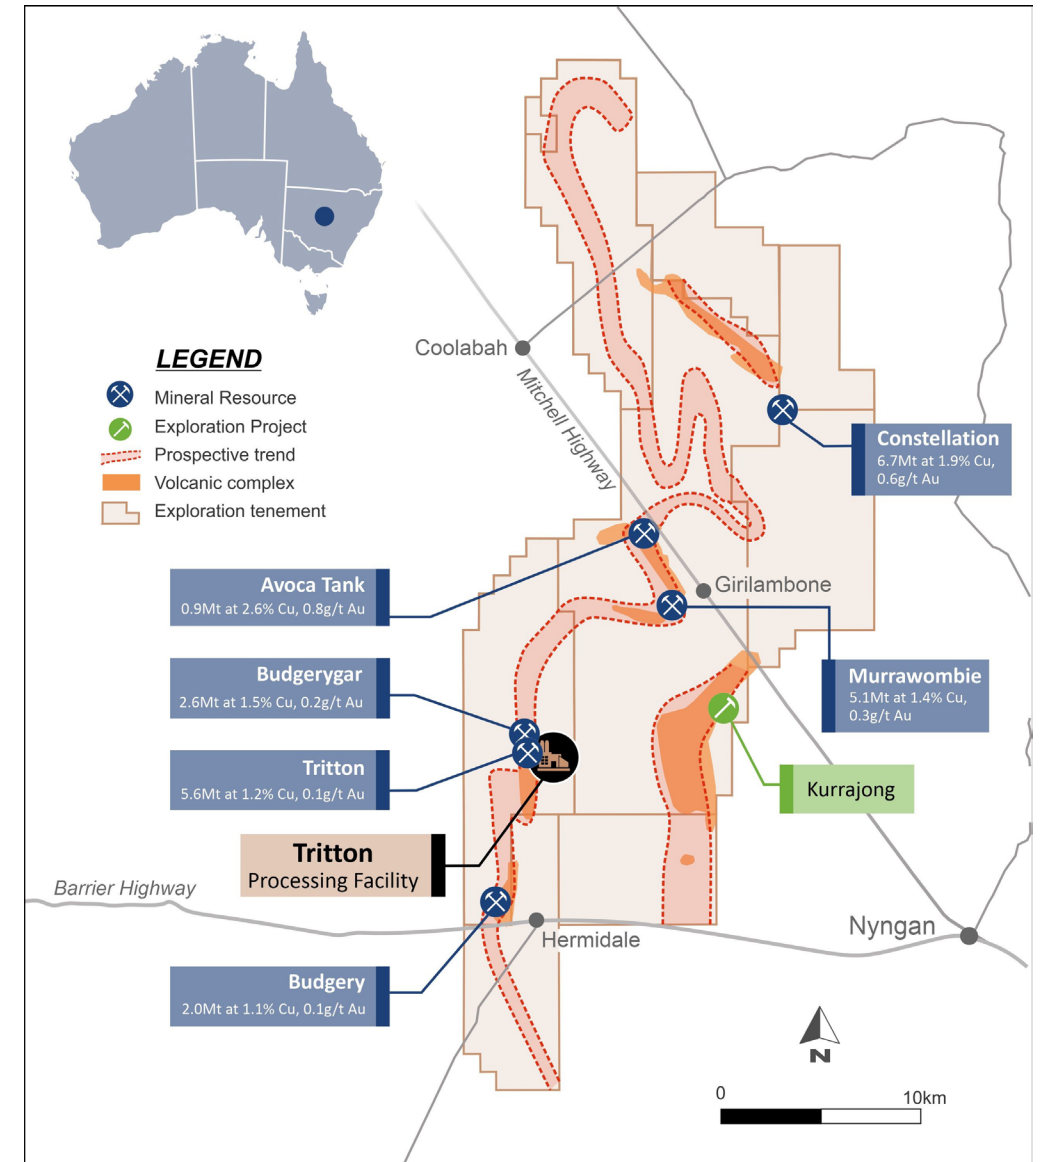 Coolabah
Mitchell Highway
LEGEND
Mineral Resource
Exploration Project
Prospective trend
Volcanic complex
Exploration tenement
Constellation
6.7Mt at 1.9% Cu,
0.6g/t Au
Avoca Tank
0.9Mt at 2.6% Cu, 0.8g/t Au
Girilambone
Budgerygar
2.6Mt at 1.5% Cu, 0.2g/t Au
Murrawombie
5.1Mt at 1.4% Cu,
0.3g/t Au
Tritton
5.6Mt at 1.2% Cu, 0.1g/t Au
Kurrajong
Tritton
Processing Facility
Barrier Highway
Nyngan
Hermidale
Budgery
2.0Mt at 1.1% Cu, 0.1g/t Au
N
0 10km